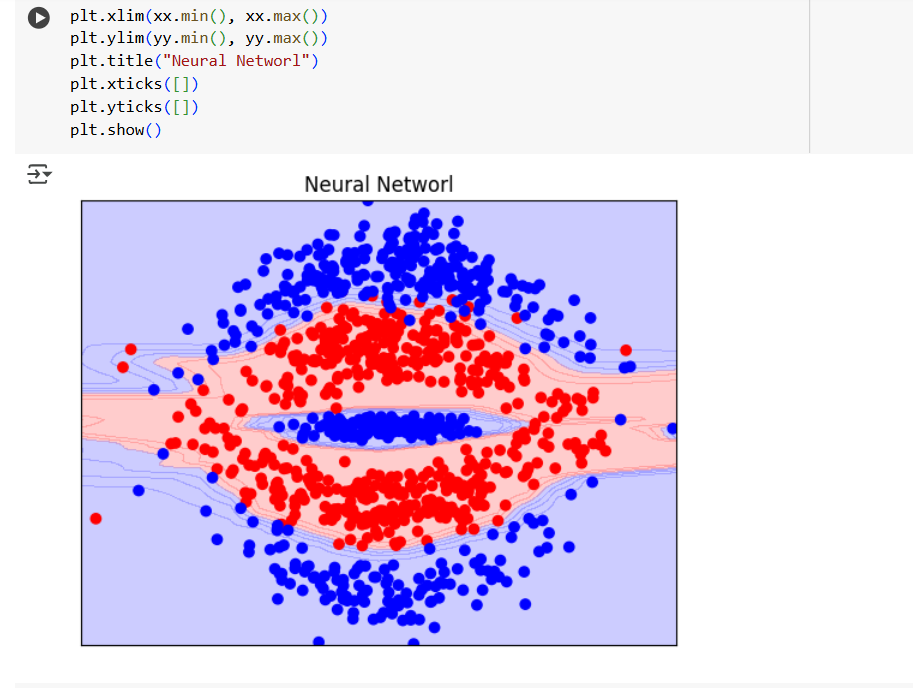 plt.xlim(xx.min(), xx.max())
plt.ylim(yy.min(), yy.max())
plt.title("Neural Networl")
plt.xticks([])
plt.yticks([])
plt.show()
Neural Networl